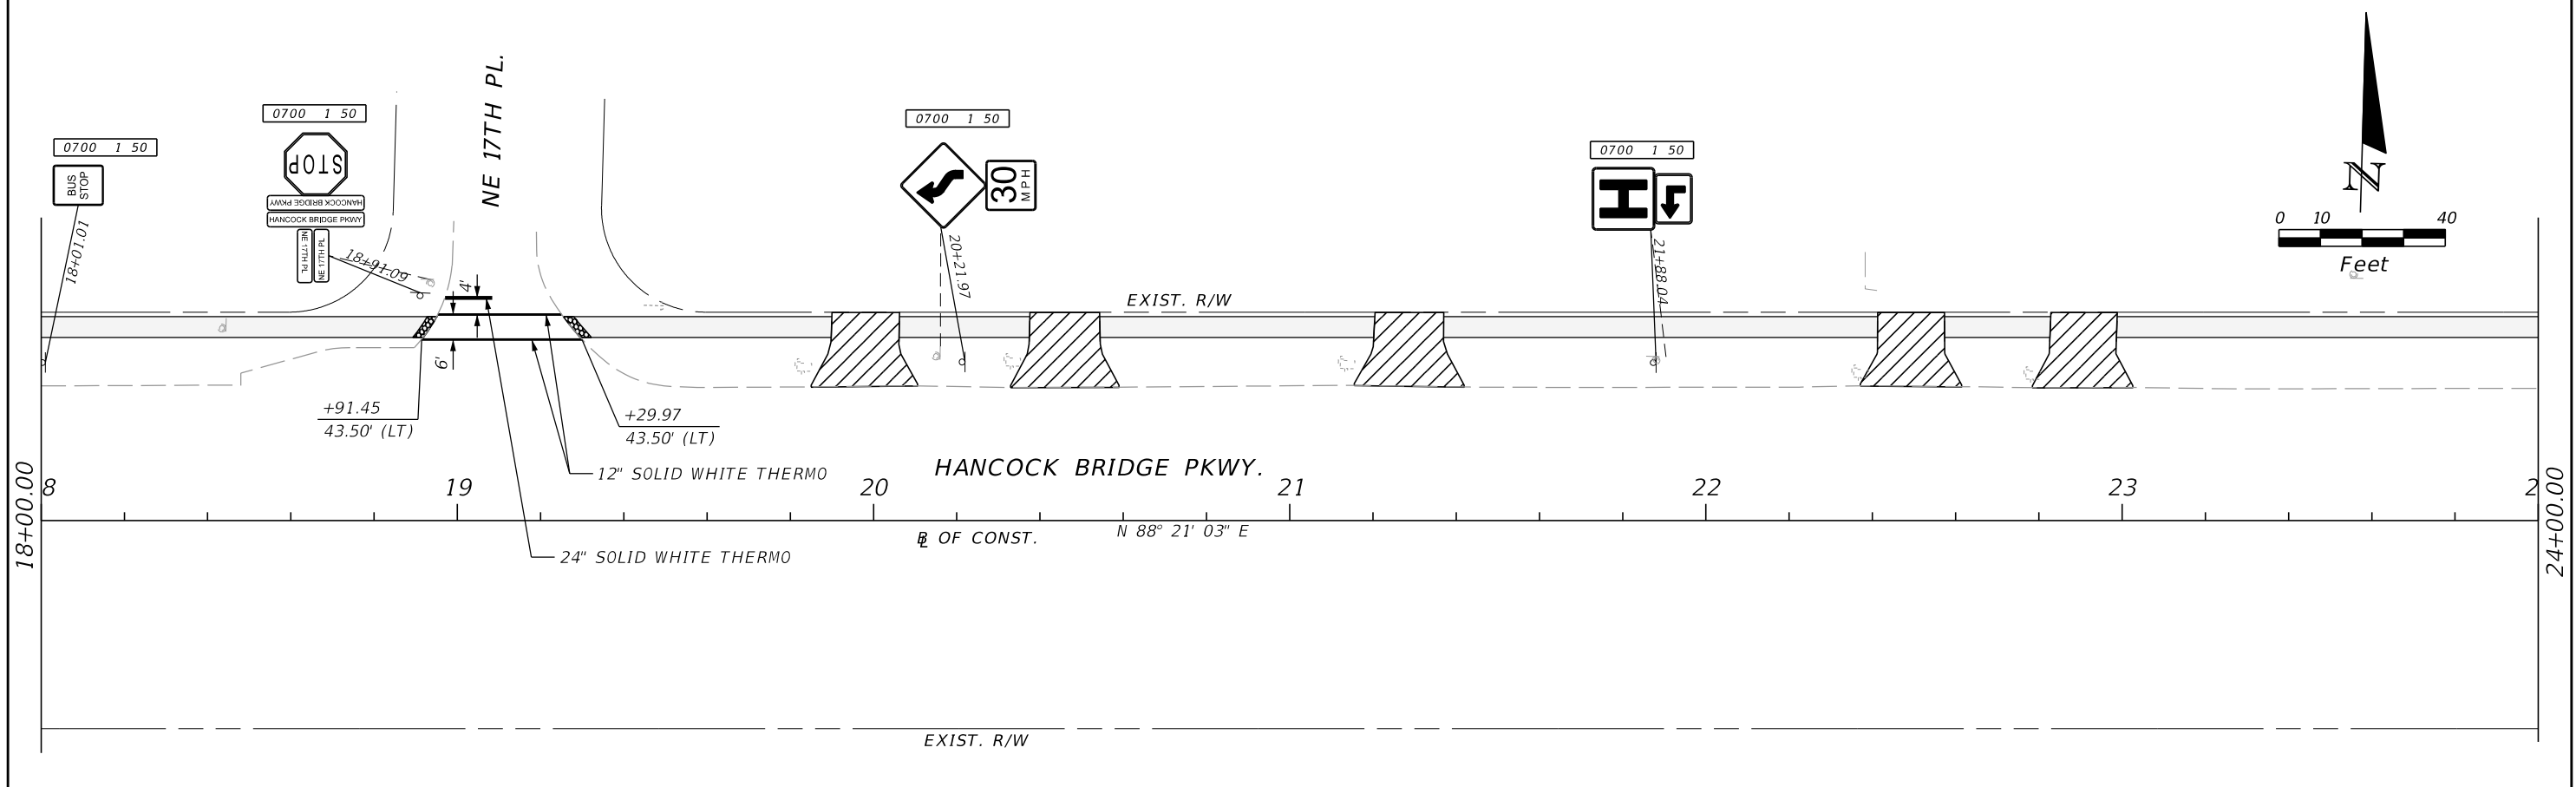 0700 1 50
BUS
STOP
18+01.01
0700 1 50
STOP
HANCOCK BRIDGE PKWY
HANCOCK BRIDGE PKWY
NE 17TH PL
NE 17TH PL
18+91.09
NE 17TH PL.
4'
6'
0700 1 50
30
MPH
20+21.97
0700 1 50
H
21+88.04
N
0 10 40
Feet
EXIST. R/W
+91.45
43.50' (LT)
+29.97
43.50' (LT)
12" SOLID WHITE THERMO
HANCOCK BRIDGE PKWY.
18+00.00
8 19 20 21 22 23 2
24+00.00
BL OF CONST.
N 88° 21' 03" E
24" SOLID WHITE THERMO
EXIST. R/W